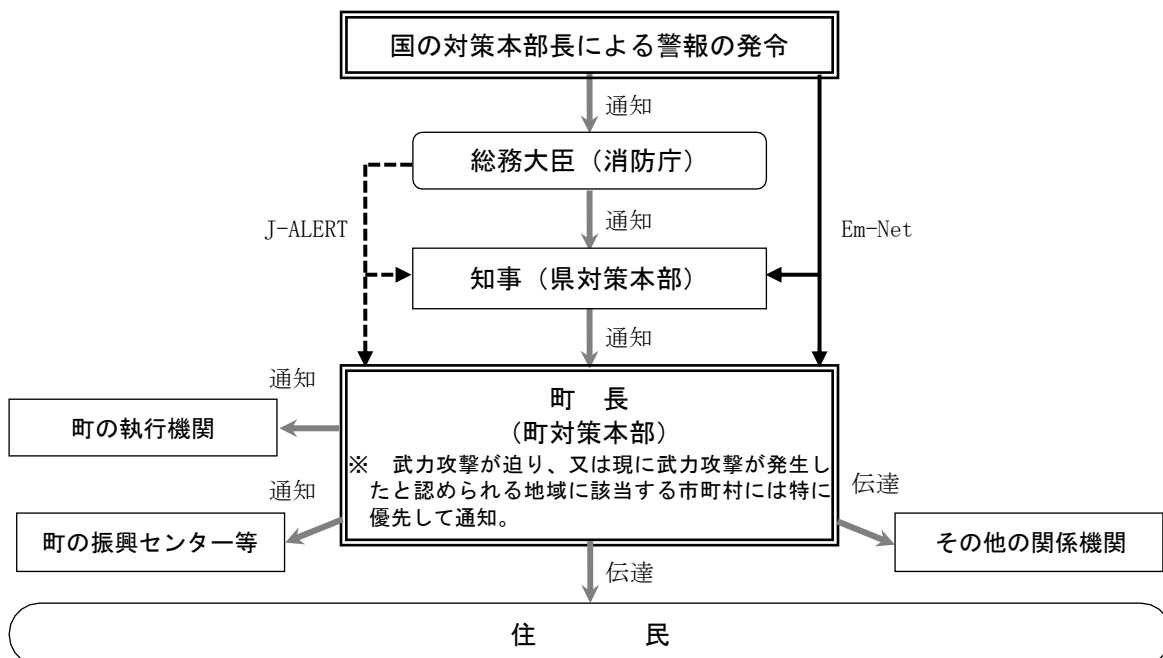 国の対策本部長による警報の発令
通知
総務大臣（消防庁）
通知
J-ALERT
Em-Net
知事（県対策本部）
通知
町　長
（町対策本部）
※　武力攻撃が迫り、又は現に武力攻撃が発生し
たと認められる地域に該当する市町村には特に
優先して通知。
通知
町の執行機関
通知
町の振興センター等
伝達
その他の関係機関
伝達
住　　　　民